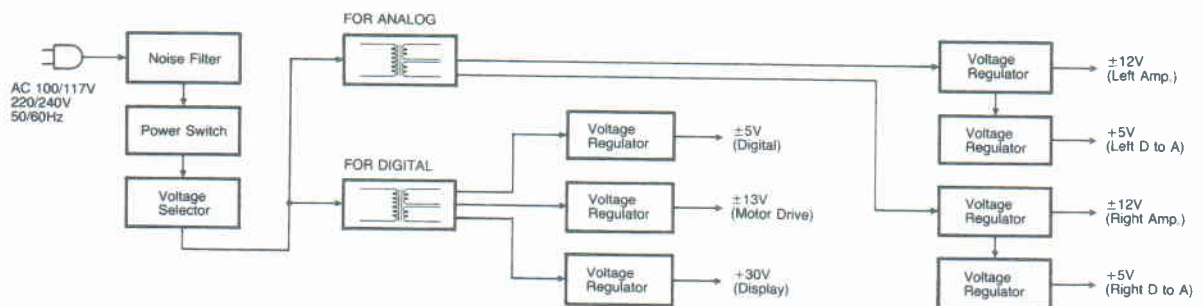 FOR ANALOG
Noise Filter
AC 100/117V
220/240V
50/60Hz
Power Switch
Voltage
Selector
FOR DIGITAL
Voltage
Regulator
±5V
(Digital)
Voltage
Regulator
±13V
(Motor Drive)
Voltage
Regulator
+30V
(Display)
Voltage
Regulator
±12V
(Left Amp.)
Voltage
Regulator
+5V
(Left D to A)
Voltage
Regulator
±12V
(Right Amp.)
Voltage
Regulator
+5V
(Right D to A)